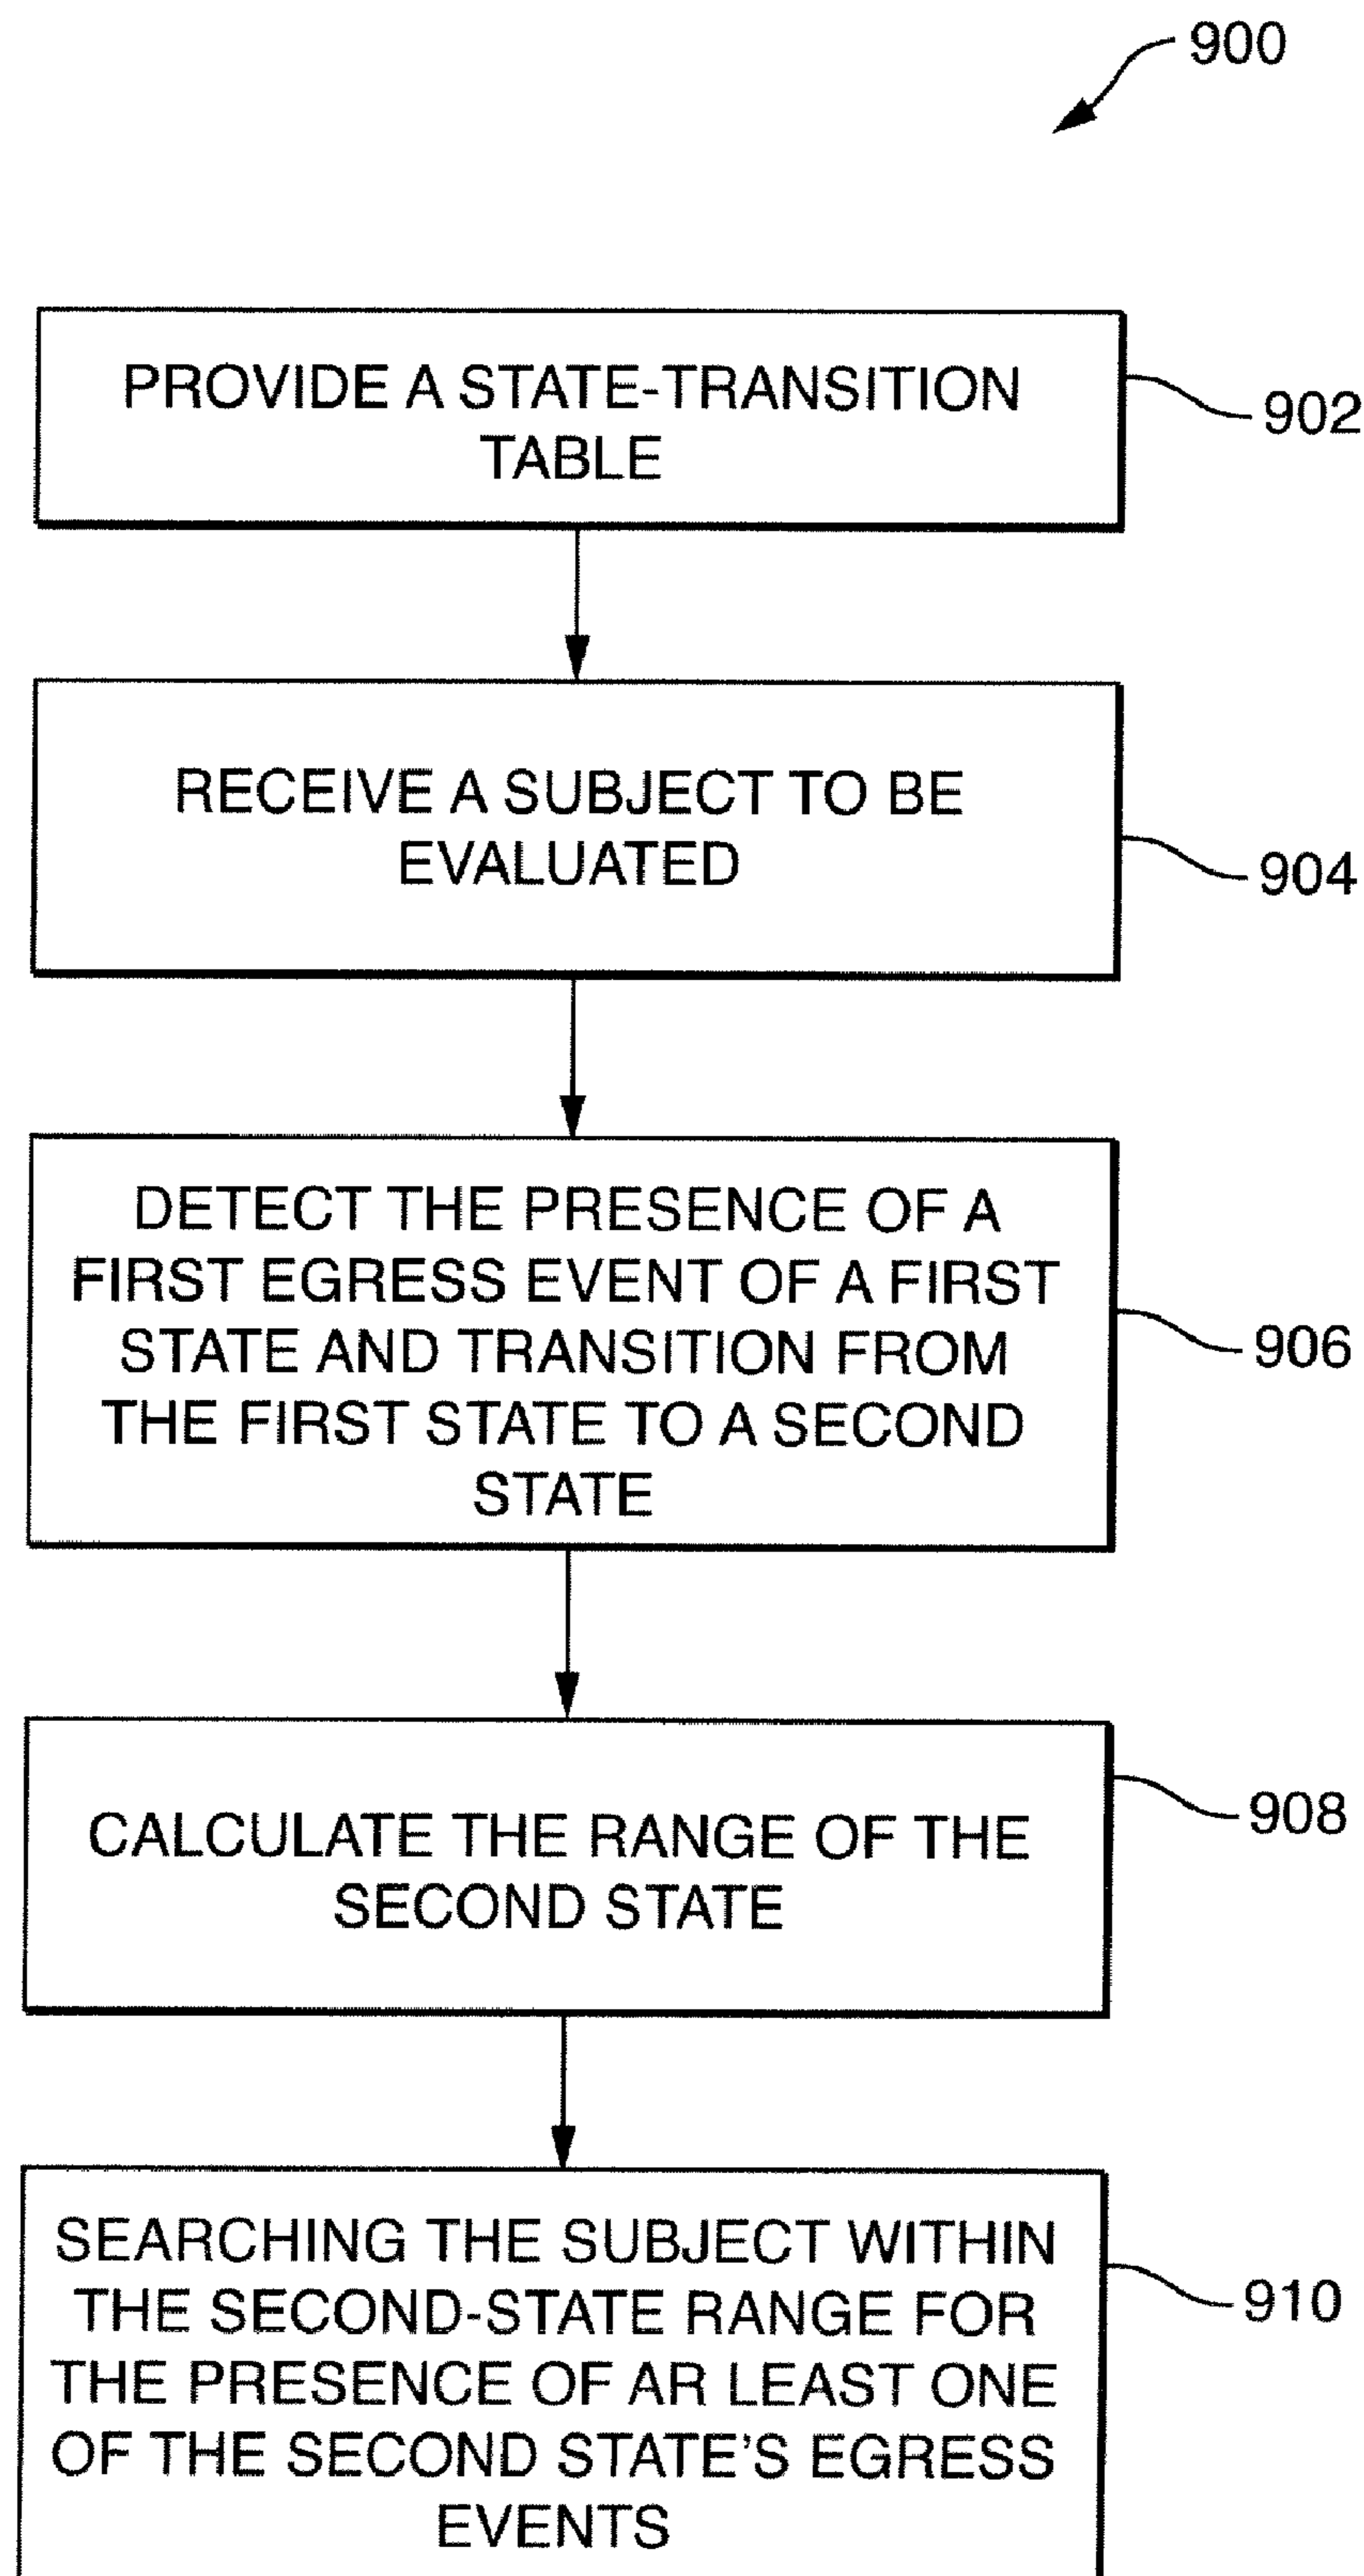 900
PROVIDE A STATE-TRANSITION
TABLE
902
RECEIVE A SUBJECT TO BE
EVALUATED
904
DETECT THE PRESENCE OF A
FIRST EGRESS EVENT OF A FIRST
STATE AND TRANSITION FROM
THE FIRST STATE TO A SECOND
STATE
906
CALCULATE THE RANGE OF THE
SECOND STATE
908
SEARCHING THE SUBJECT WITHIN
THE SECOND-STATE RANGE FOR
THE PRESENCE OF AR LEAST ONE
OF THE SECOND STATE'S EGRESS
EVENTS
910